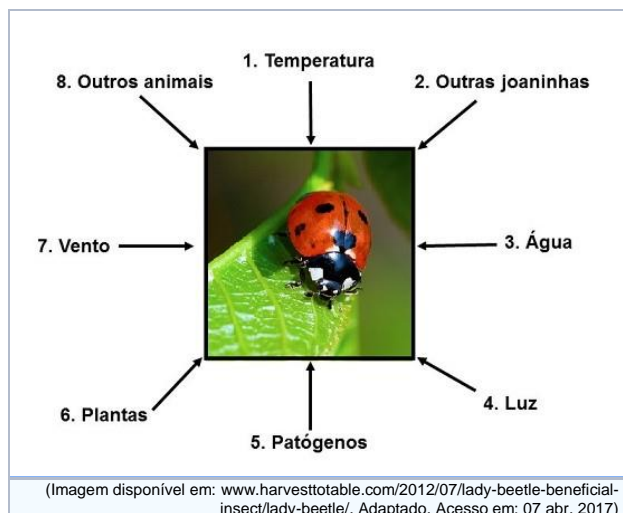 1. Temperatura
8. Outros animais
2. Outras joaninhas
7. Vento
3. Água
6. Plantas
4. Luz
5. Patógenos
(Imagem disponível em: www.harvesttotable.com/2012/07/lady-beetle-beneficial-
insect/lady-beetle/. Adaptado. Acesso em: 07 abr. 2017)